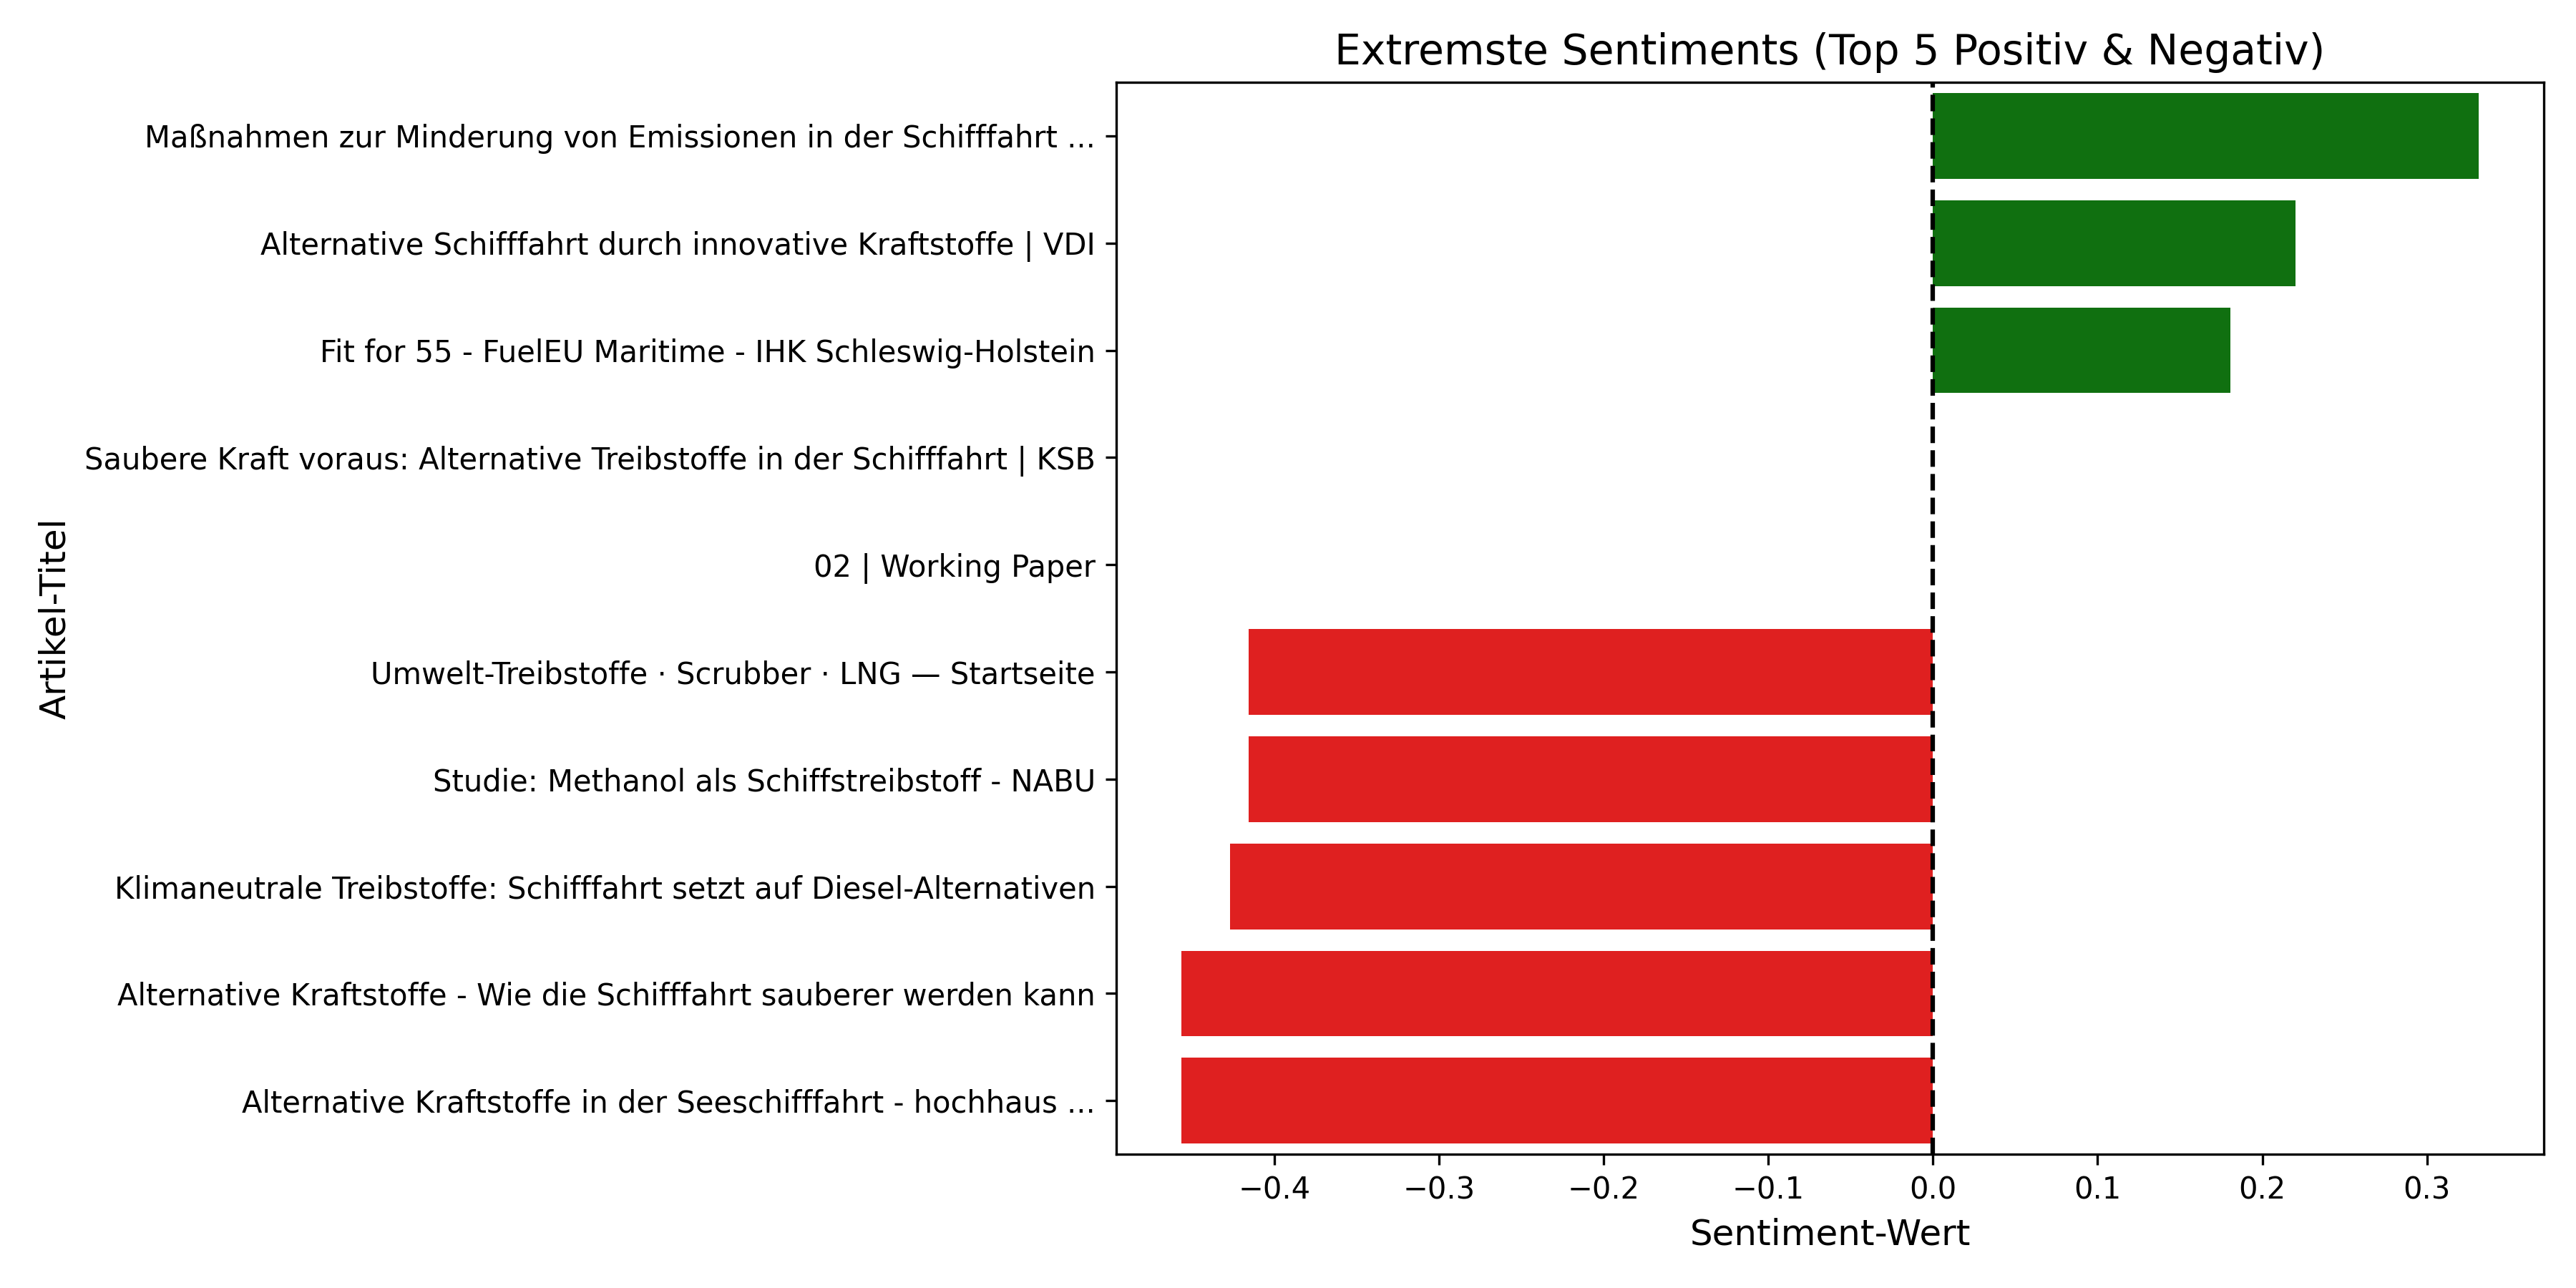 Extremste Sentiments (Top 5 Positiv & Negativ)
Artikel-Titel
Maßnahmen zur Minderung von Emissionen in der Schifffahrt ...
Alternative Schifffahrt durch innovative Kraftstoffe | VDI
Fit for 55 - FuelEU Maritime - IHK Schleswig-Holstein
Saubere Kraft voraus: Alternative Treibstoffe in der Schifffahrt | KSB
02 | Working Paper
Umwelt-Treibstoffe · Scrubber · LNG — Startseite
Studie: Methanol als Schiffstreibstoff - NABU
Klimaneutrale Treibstoffe: Schifffahrt setzt auf Diesel-Alternativen
Alternative Kraftstoffe - Wie die Schifffahrt sauberer werden kann
Alternative Kraftstoffe in der Seeschifffahrt - hochhaus ...
−0.4 −0.3 −0.2 −0.1 0.0 0.1 0.2 0.3
Sentiment-Wert